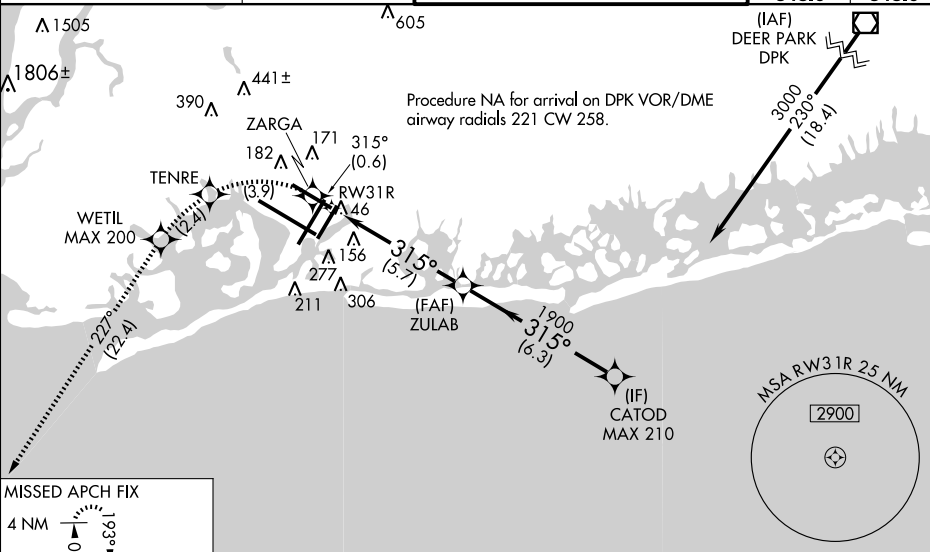 1505
605
(IAF)
DEER PARK
DPK
1806±
441±
390
Procedure NA for arrival on DPK VOR/DME
airway radials 221 CW 258.
3000
230°
(18.4)
ZARGA
171
315°
(0.6)
182
TENRE
(3.9)
RW31R
46
WETIL
MAX 200
(2.4)
156
277
211
306
315°
(5.7)
(FAF)
ZULAB
1900
315°
(6.3)
227°
(22.4)
(IF)
CATOD
MAX 210
MSA RW31R 25 NM
2900
MISSED APCH FIX
4 NM
193°